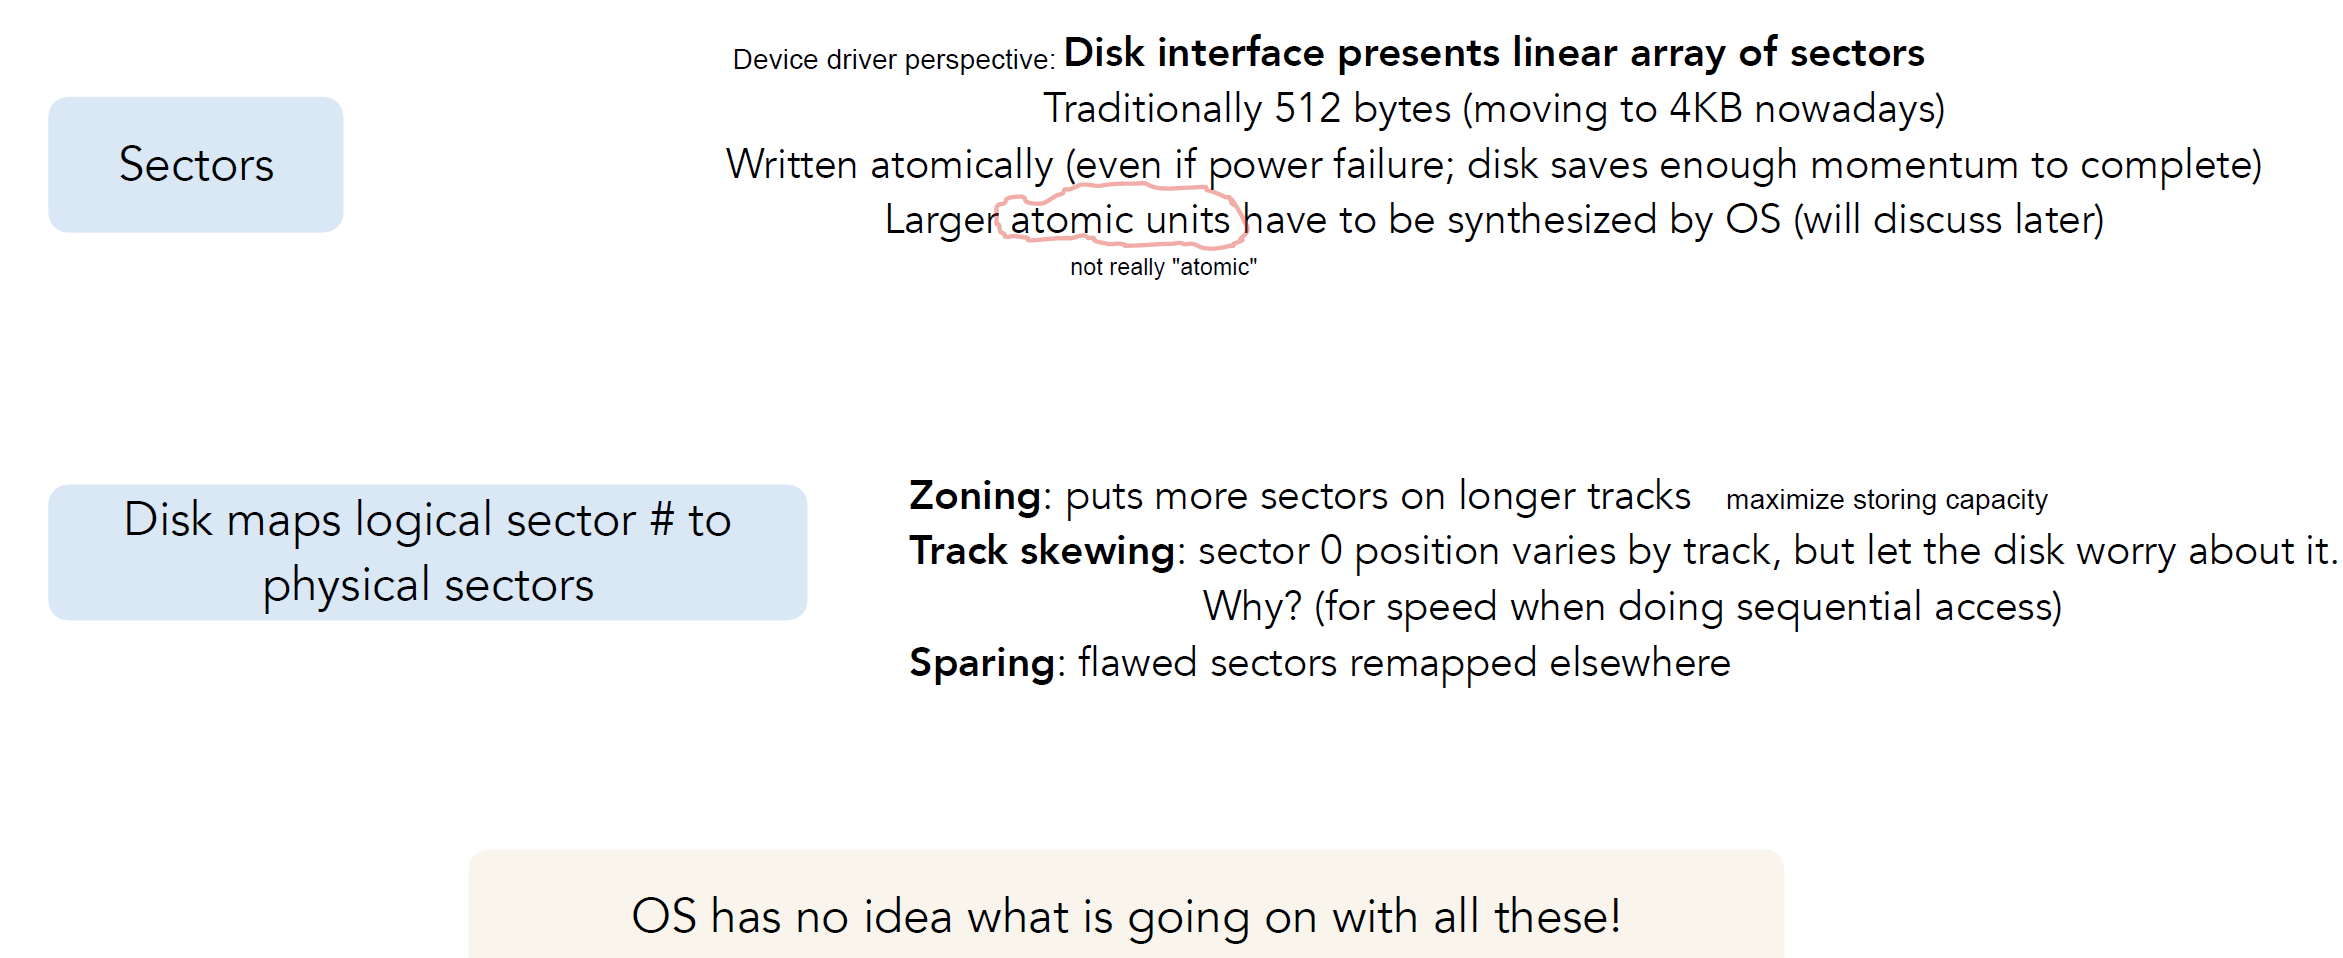 Device driver perspective: Disk interface presents linear array of sectors
Traditionally 512 bytes (moving to 4KB nowadays)
Sectors
Written atomically (even if power failure; disk saves enough momentum to complete)
Larger atomic units have to be synthesized by OS (will discuss later)
not really "atomic"
Disk maps logical sector # to
physical sectors
Zoning: puts more sectors on longer tracks maximize storing capacity
Track skewing: sector 0 position varies by track, but let the disk worry about it.
Why? (for speed when doing sequential access)
Sparing: flawed sectors remapped elsewhere
OS has no idea what is going on with all these!